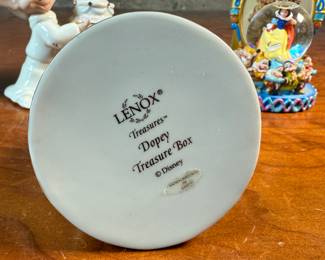 LENOX®
Treasures™
Dopey
Treasure Box
© Disney